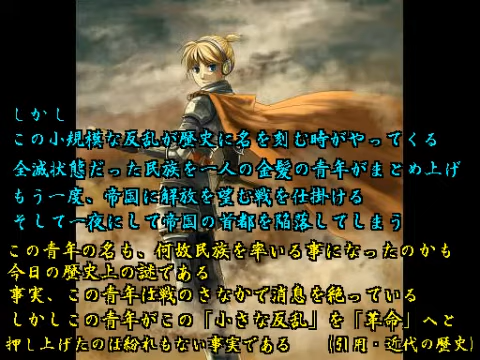 しかし
この小規模な反乱が歴史に名を刻む時がやってくる
全滅状態だった民族を一人の金髪の青年がまとめ上げ
もう一度、帝国に解放を望む戦を仕掛ける
そして一夜にして帝国の首都を陥落してしまう
この青年の名も、何故民族を率いる事になったのかも
今日の歴史上の謎である
事実、この青年は戦のさなかで消息を絶っている
しかしこの青年がこの「小さな反乱」を「革命」へと
押し上げたのは紛れもない事実である (引用・近代の歴史)